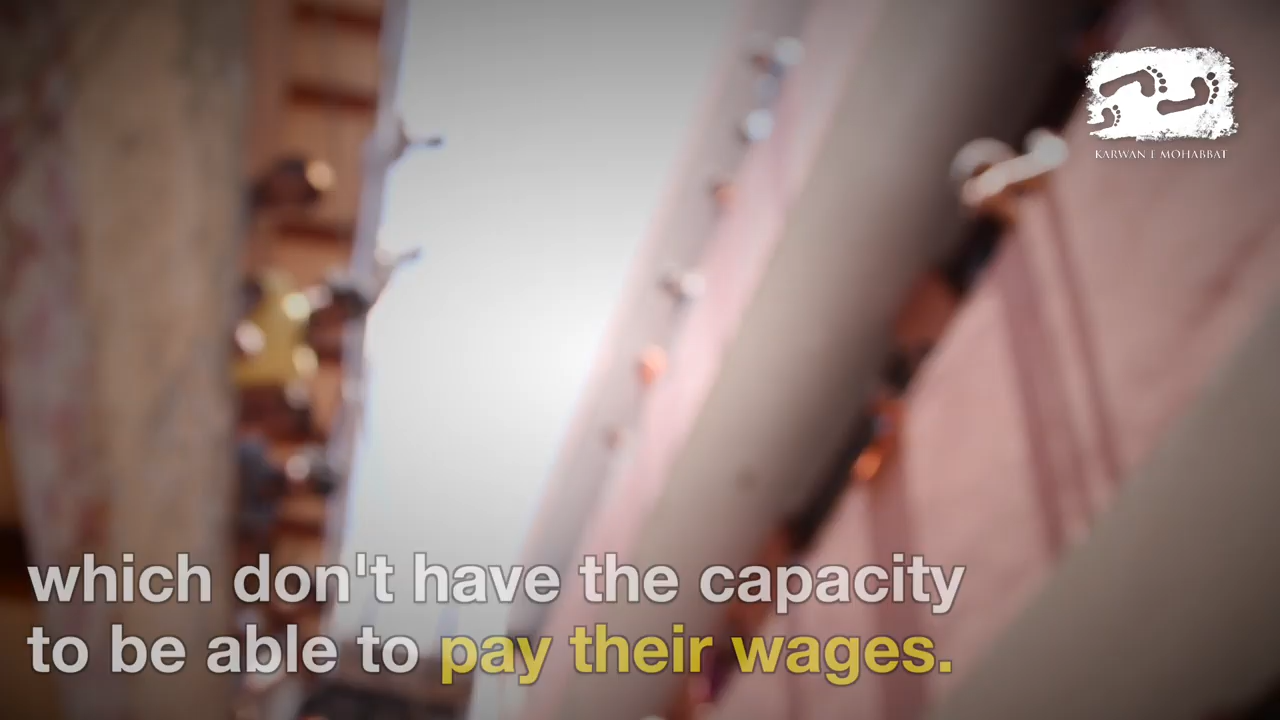 KARWAN E MOHABBAT
which don't have the capacity
to be able to pay their wages.